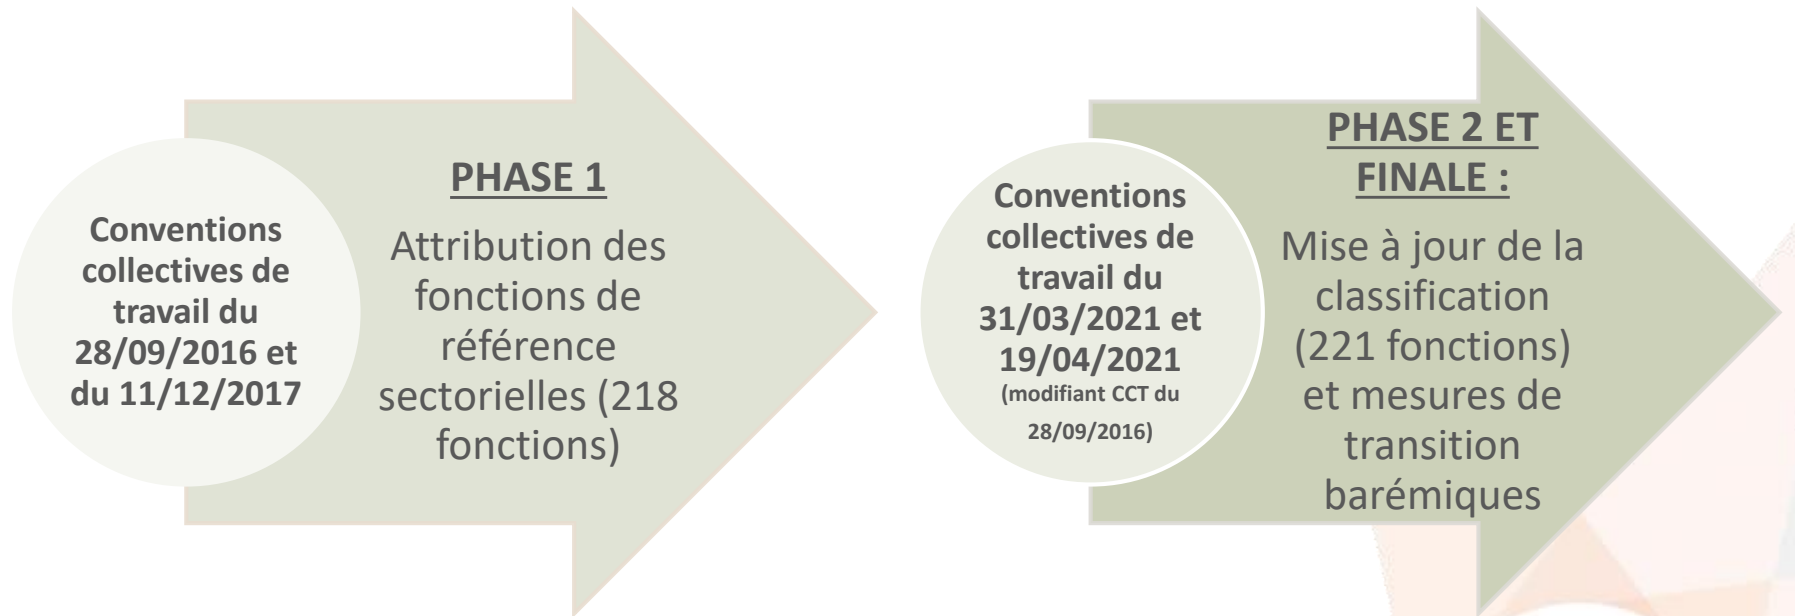 Conventions
collectives de
travail du
28/09/2016 et
du 11/12/2017
PHASE 1
Attribution des
fonctions de
référence
sectorielles (218
fonctions)
Conventions
collectives de
travail du
31/03/2021 et
19/04/2021
(modifiant CCT du
28/09/2016)
PHASE 2 ET
FINALE :
Mise à jour de la
classification
(221 fonctions)
et mesures de
transition
barémiques